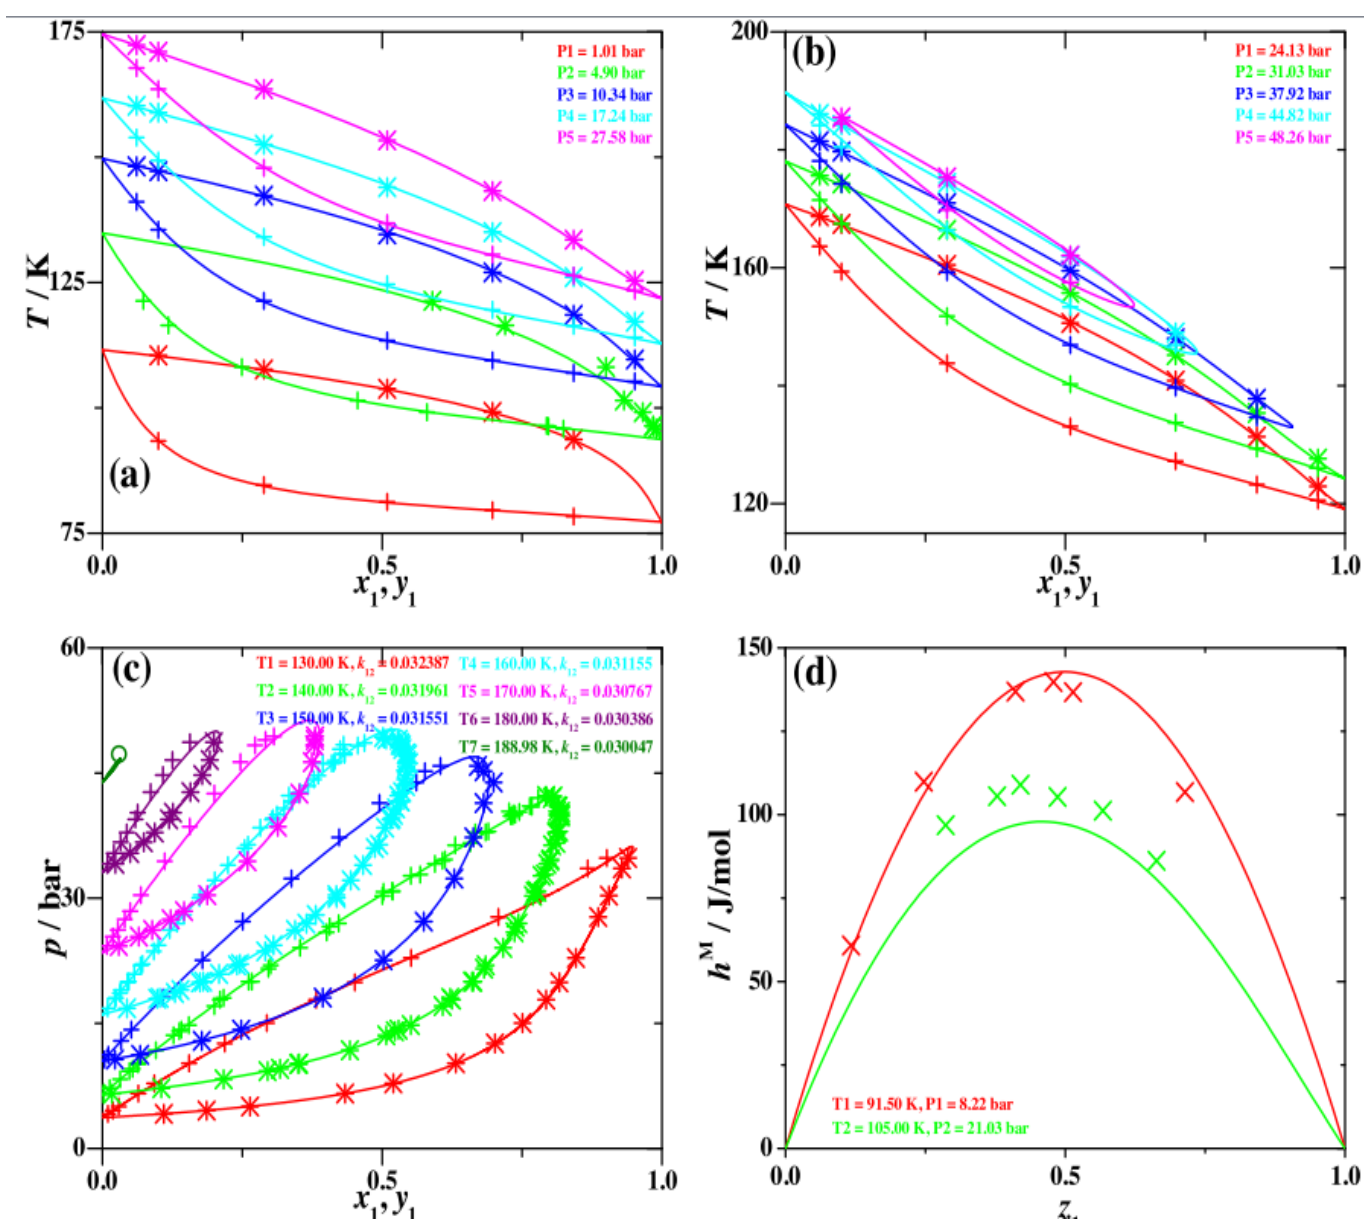 (a)
P1 = 1.01 bar
P2 = 4.90 bar
P3 = 10.34 bar
P4 = 17.24 bar
P5 = 27.58 bar
175
125
75
T / K
0.0 0.5 1.0
x₁, y₁
(b)
P1 = 24.13 bar
P2 = 31.03 bar
P3 = 37.92 bar
P4 = 44.82 bar
P5 = 48.26 bar
200
160
120
T / K
0.0 0.5 1.0
x₁, y₁
(c)
T1 = 130.00 K, k₁₂ = 0.032387 T4 = 160.00 K, k₁₂ = 0.031155
T2 = 140.00 K, k₁₂ = 0.031961 T5 = 170.00 K, k₁₂ = 0.030767
T3 = 150.00 K, k₁₂ = 0.031551 T6 = 180.00 K, k₁₂ = 0.030386
T7 = 188.98 K, k₁₂ = 0.030047
60
30
0
p / bar
0.0 0.5 1.0
x₁, y₁
(d)
150
100
50
0
hᴹ / J/mol
T1 = 91.50 K, P1 = 8.22 bar
T2 = 105.00 K, P2 = 21.03 bar
0.0 0.5 1.0
z₁